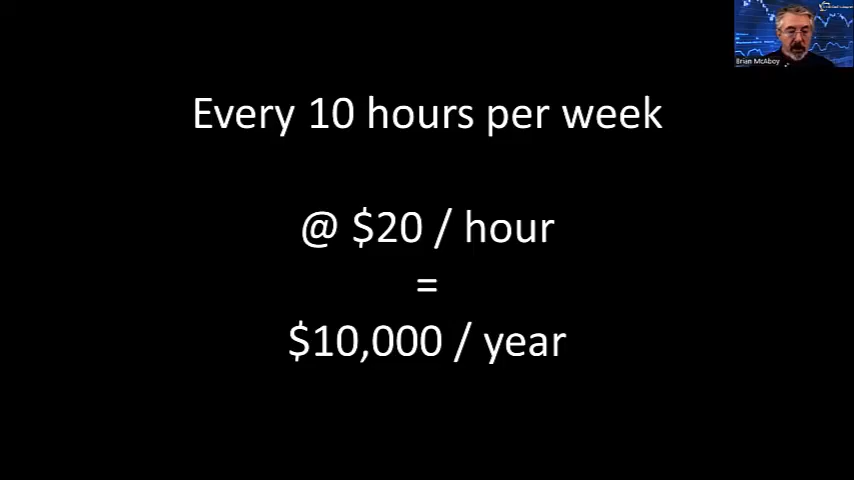 Every 10 hours per week
@ $20 / hour
=
$10,000 / year
Brian McAboy